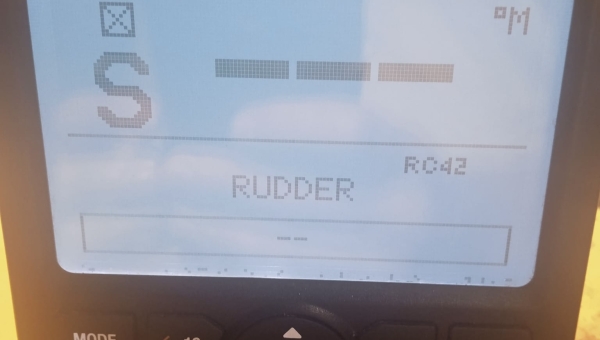 °M
S – – –
RC42
RUDDER
--
MODE